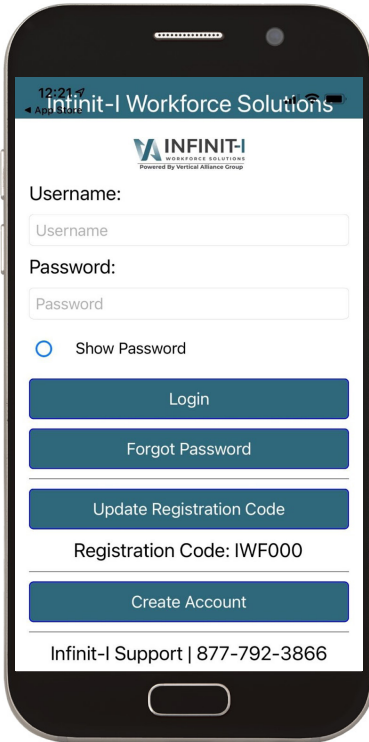 12:21
App Store
Infinit-I Workforce Solutions
INFINIT-I
WORKFORCE SOLUTIONS
Powered By Vertical Alliance Group
Username:
Username
Password:
Password
Show Password
Login
Forgot Password
Update Registration Code
Registration Code: IWF000
Create Account
Infinit-I Support | 877-792-3866